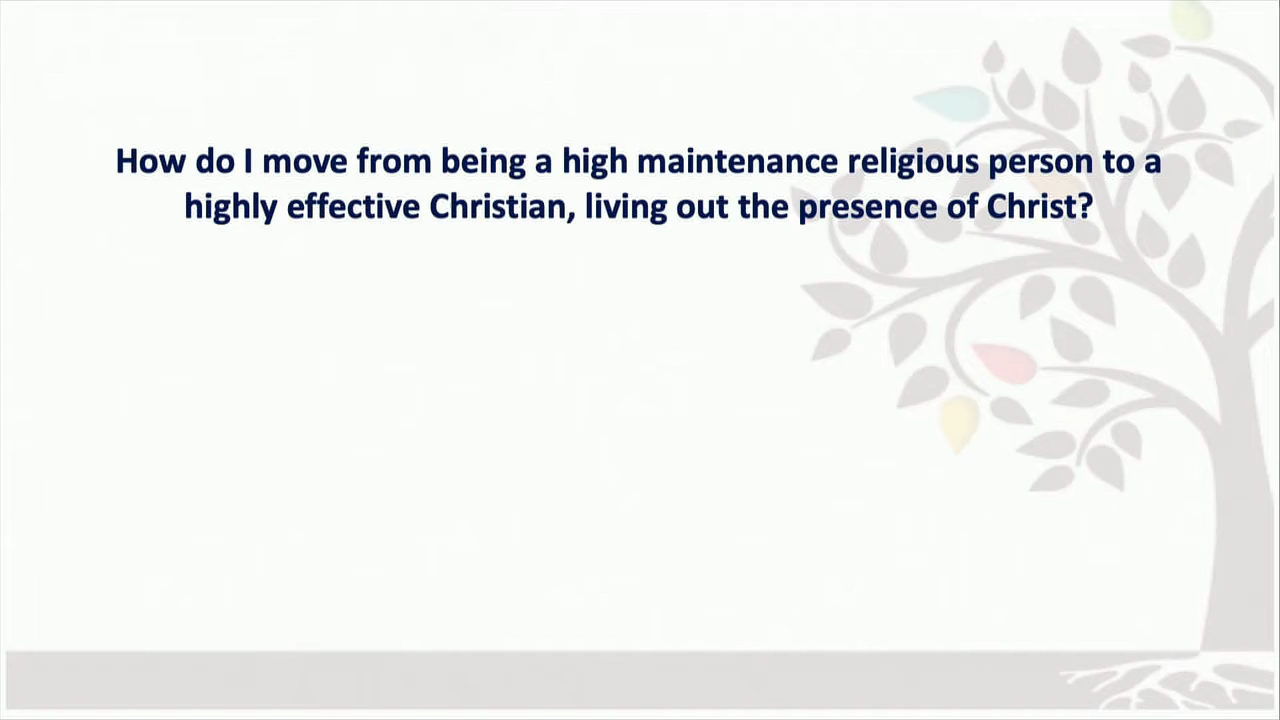 How do I move from being a high maintenance religious person to a
highly effective Christian, living out the presence of Christ?